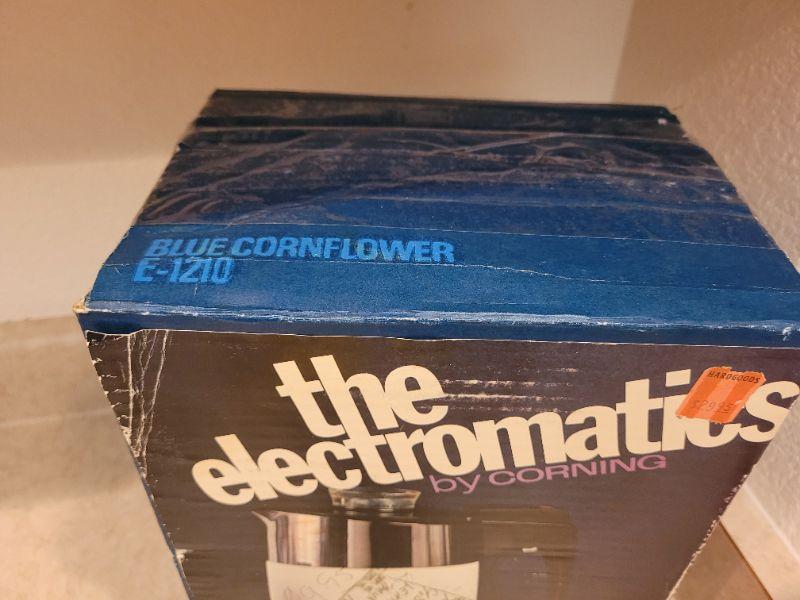 BLUE CORNFLOWER
E-1210
the
electromatics
by CORNING
HARDGOODS